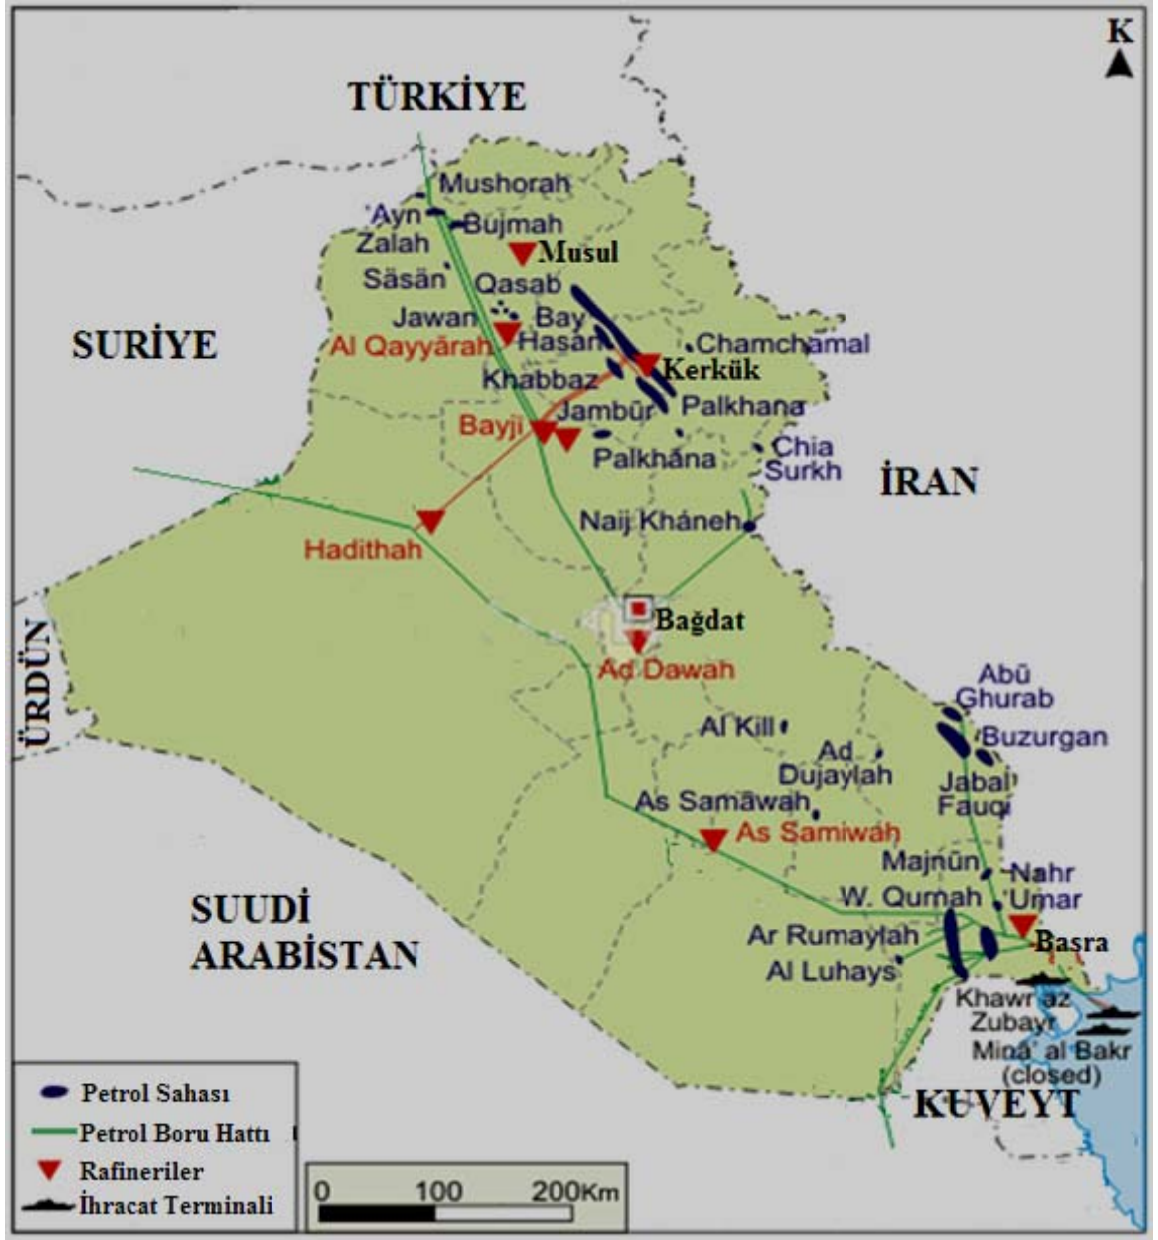 K
TÜRKİYE
Mushorah
'Ayn
Zalah
Bujmah
Musul
Säsän
Qasab
Jawan
Bay
Hasan
Al Qayyārah
Chamchamal
SURİYE
Kerkük
Khabbaz
Jambūr
Palkhana
Bayji
Palkhāna
Chia
Surkh
İRAN
Naij Kháneh
Hadithah
Bağdat
Ad Dawah
ÜRDÜN
Abū
Ghurab
Al Kill
Buzurgan
Ad
Dujaylah
Jabal
Fauqi
As Samāwah
As Samiwah
Majnūn
Nahr
'Umar
W. Qurnah
SUUDİ
ARABİSTAN
Ar Rumaylah
Basra
Al Luhays
Khawr az
Zubayr
Minā' al Bakr
(closed)
KUVEYT
Petrol Sahası
Petrol Boru Hattı
Rafineriler
İhracat Terminali
0 100 200Km